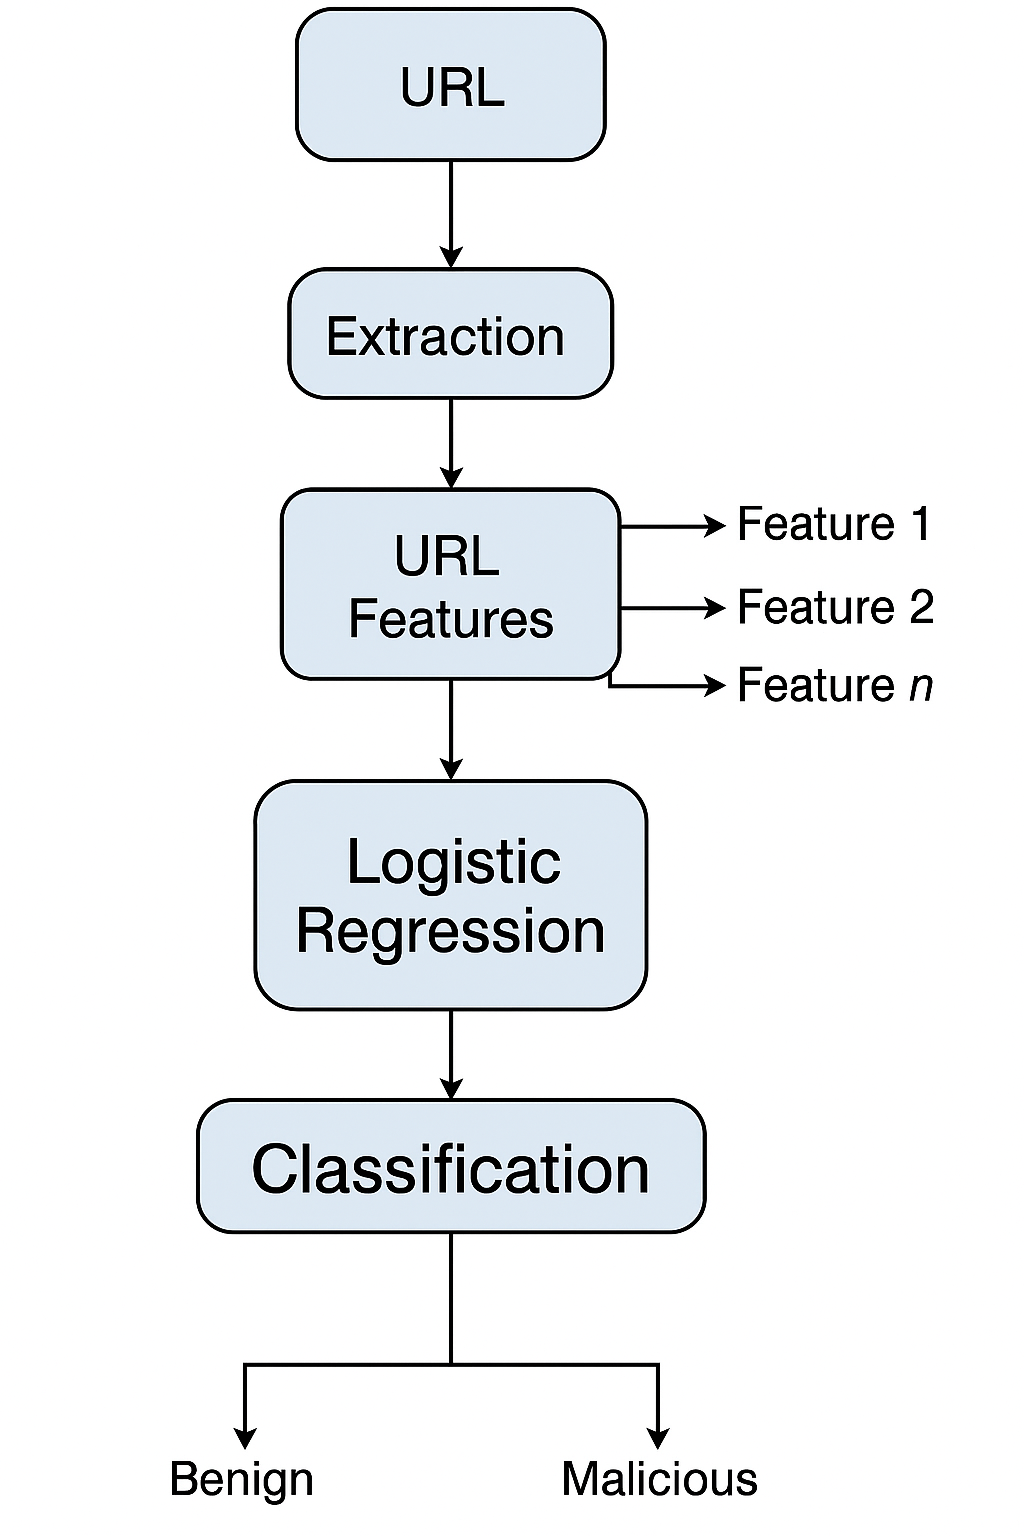 URL
Extraction
URL
Features
Feature 1
Feature 2
Feature n
Logistic
Regression
Classification
Benign
Malicious